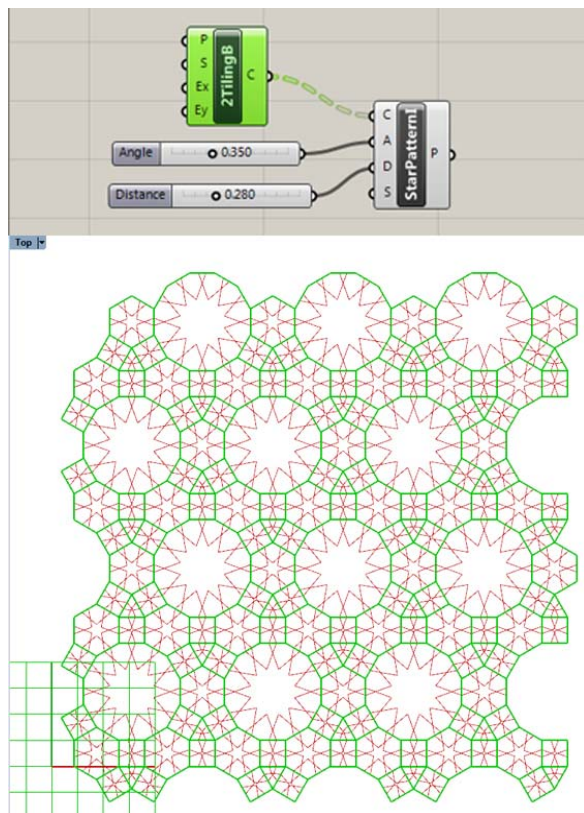 P
S
Ex
Ey
2TilingB
C
Angle 0.350
Distance 0.280
C
A
D
S
StarPatternI
P
Top